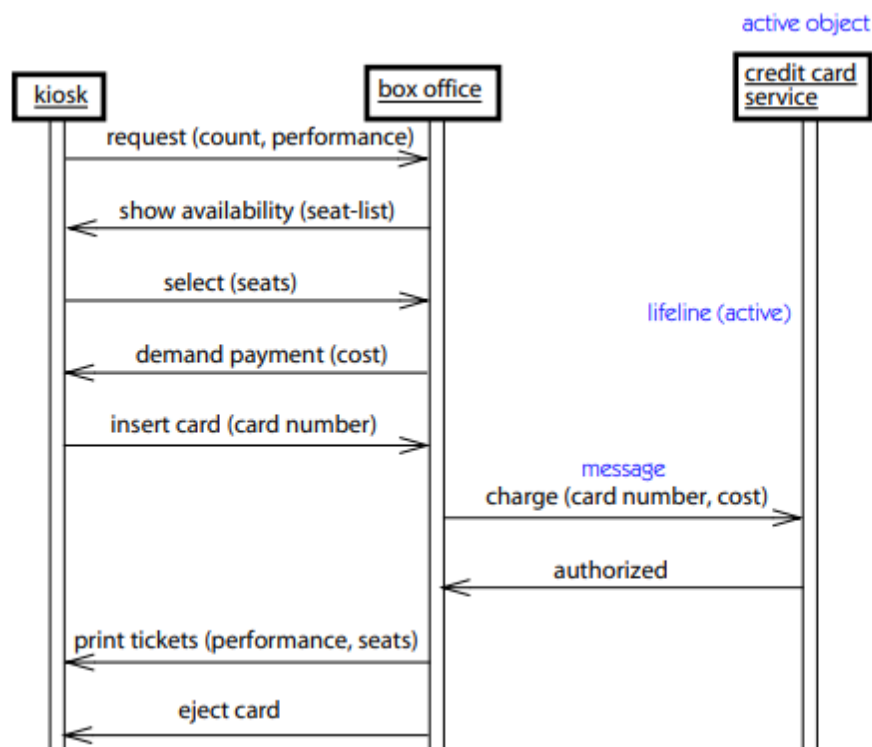 active object
kiosk
box office
credit card
service
request (count, performance)
show availability (seat-list)
select (seats)
lifeline (active)
demand payment (cost)
insert card (card number)
message
charge (card number, cost)
authorized
print tickets (performance, seats)
eject card